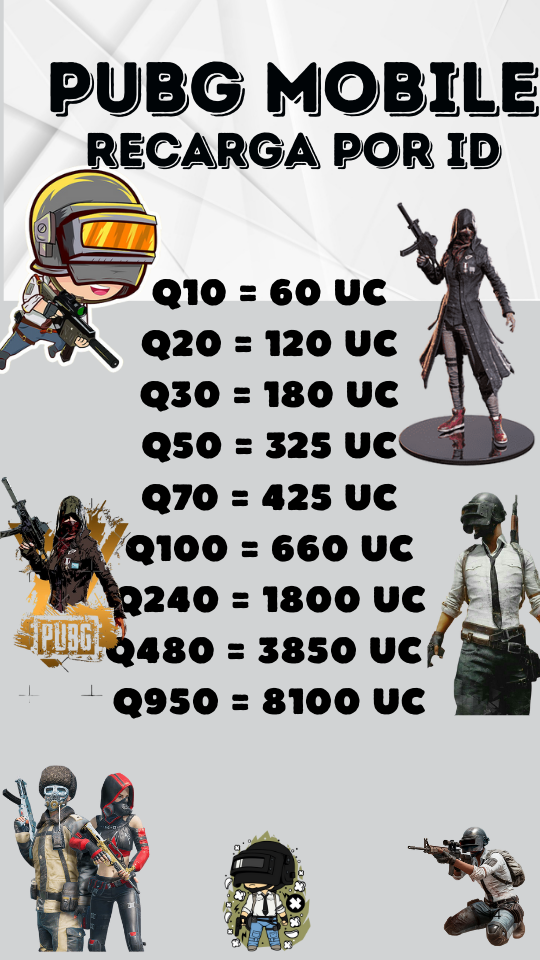 PUBG MOBILE
RECARGA POR ID
Q10 = 60 UC
Q20 = 120 UC
Q30 = 180 UC
Q50 = 325 UC
Q70 = 425 UC
Q100 = 660 UC
Q240 = 1800 UC
PUBG
Q480 = 3850 UC
Q950 = 8100 UC